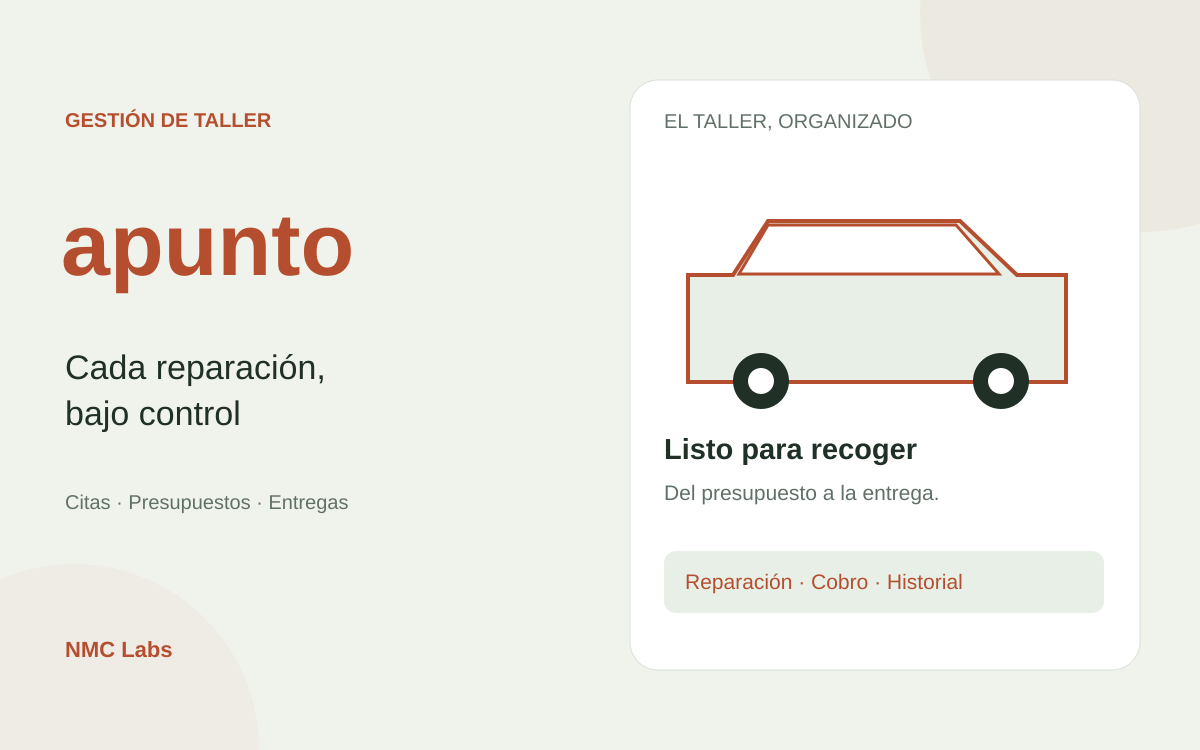 GESTIÓN DE TALLER
apunto
Cada reparación,
bajo control
Citas · Presupuestos · Entregas
NMC Labs
EL TALLER, ORGANIZADO
Listo para recoger
Del presupuesto a la entrega.
Reparación · Cobro · Historial